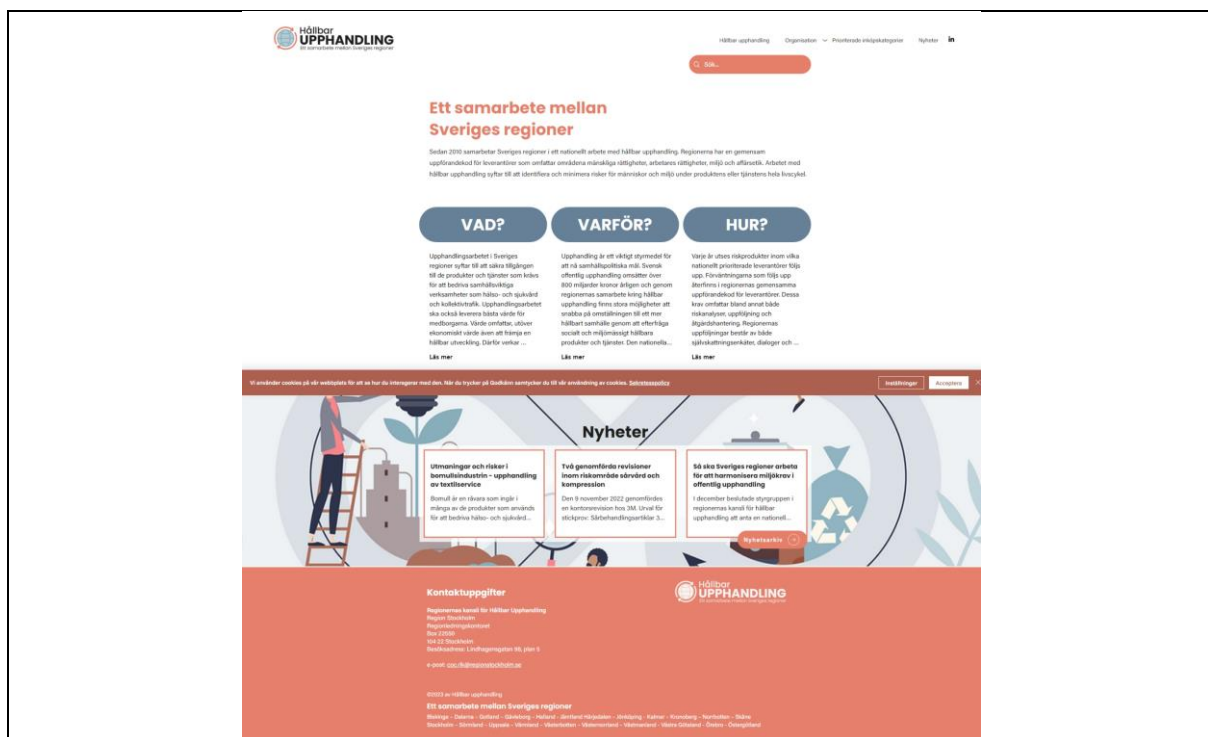 Hållbar
UPPHANDLING
Ett samarbete mellan Sveriges regioner
Hållbar upphandling Organisation Prioriterade inköpskategorier Nyheter in
Sök...
Ett samarbete mellan
Sveriges regioner
Sedan 2010 samarbetar Sveriges regioner i ett nationellt arbete med hållbar upphandling. Regionerna har en gemensam
uppförandekod för leverantörer som omfattar områdena mänskliga rättigheter, arbetares rättigheter, miljö och affärsetik. Arbetet med
hållbar upphandling syftar till att identifiera och minimera risker för människor och miljö under produktens eller tjänstens hela livscykel.
VAD?
Upphandlingsarbetet i Sveriges
regioner syftar till att säkra tillgången
till de produkter och tjänster som krävs
för att bedriva samhällsviktiga
verksamheter som hälso- och sjukvård
och kollektivtrafik. Upphandlingsarbetet
ska också leverera bästa värde för
medborgarna. Värde omfattar, utöver
ekonomiskt värde även att främja en
hållbar utveckling. Därför verkar ...
Läs mer
VARFÖR?
Upphandling är ett viktigt styrmedel för
att nå samhällspolitiska mål. Svensk
offentlig upphandling omsätter över
800 miljarder kronor årligen och genom
regionernas samarbete kring hållbar
upphandling finns stora möjligheter att
snabba på omställningen till ett mer
hållbart samhälle genom att efterfråga
socialt och miljömässigt hållbara
produkter och tjänster. Den nationella...
Läs mer
HUR?
Varje år utses riskprodukter inom vilka
nationellt prioriterade leverantörer följs
upp. Förväntningarna som följs upp
återfinns i regionernas gemensamma
uppförandekod för leverantörer. Dessa
krav omfattar bland annat både
riskanalyser, uppföljning och
åtgärdshantering. Regionernas
uppföljningar består av både
självskattningsenkäter, dialoger och ...
Läs mer
Vi använder cookies på vår webbplats för att se hur du interagerar med den. När du trycker på Godkänn samtycker du till vår användning av cookies. Sekretesspolicy
Inställningar
Acceptera
Nyheter
Utmaningar och risker i
bomullsindustrin - upphandling
av textilservice
Bomull är en råvara som ingår i
många av de produkter som används
för att bedriva hälso- och sjukvård...
Två genomförda revisioner
inom riskområde sårvård och
kompression
Den 9 november 2022 genomfördes
en kontorsrevision hos 3M. Urval för
stickprov: Sårbehandlingsartiklar 3...
Så ska Sveriges regioner arbeta
för att harmonisera miljökrav i
offentlig upphandling
I december beslutade styrgruppen i
regionernas kansli för hållbar
upphandling att anta en nationell...
Nyhetsarkiv
Kontaktuppgifter
Regionernas kansli för Hållbar Upphandling
Region Stockholm
Regionledningskontoret
Box 22550
104 22 Stockholm
Besöksadress: Lindhagensgatan 98, plan 5
e-post:
Hållbar
UPPHANDLING
Ett samarbete mellan Sveriges regioner
©2023 av Hållbar upphandling
Ett samarbete mellan Sveriges regioner
Blekinge - Dalarna - Gotland - Gävleborg - Halland - Jämtland Härjedalen - Jönköping - Kalmar - Kronoberg - Norrbotten - Skåne
Stockholm - Sörmland - Uppsala - Värmland - Västerbotten - Västernorrland - Västmanland - Västra Götaland - Örebro - Östergötland